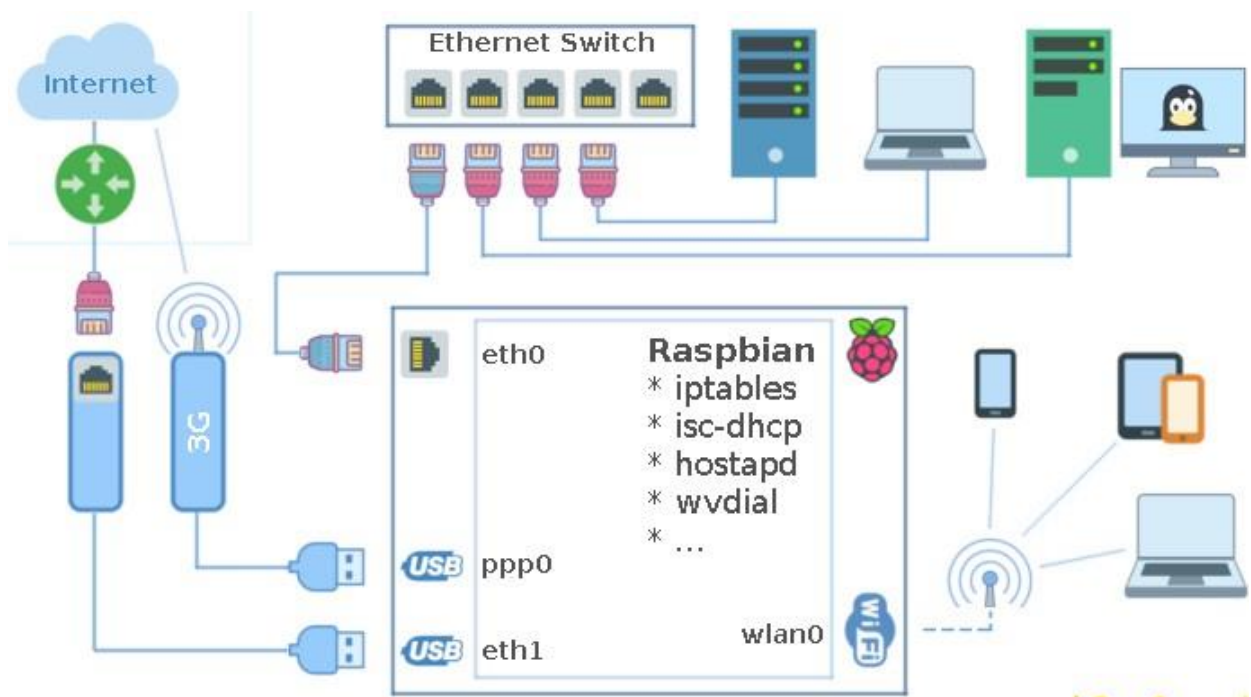 Internet
Ethernet Switch
3G
eth0
Raspbian
* iptables
* isc-dhcp
* hostapd
* wvdial
* ...
USB ppp0
USB eth1
wlan0
WiFi